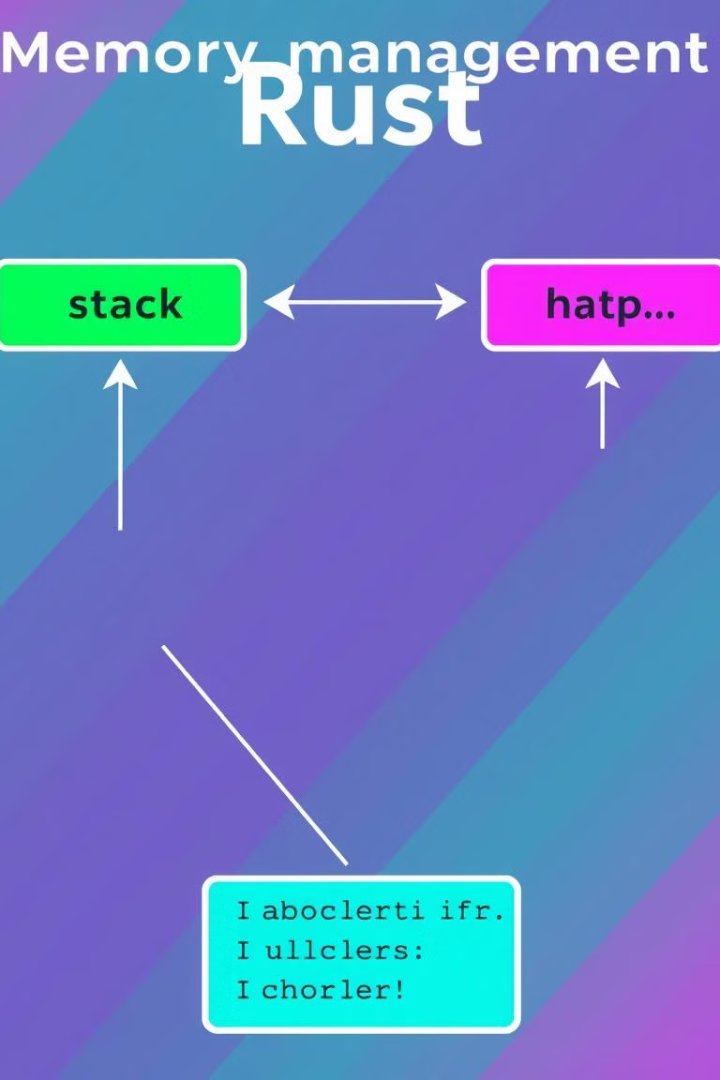 Memory management
Rust
stack
hatp...
I aboclerti ifr.
I ullclers:
I chorler!